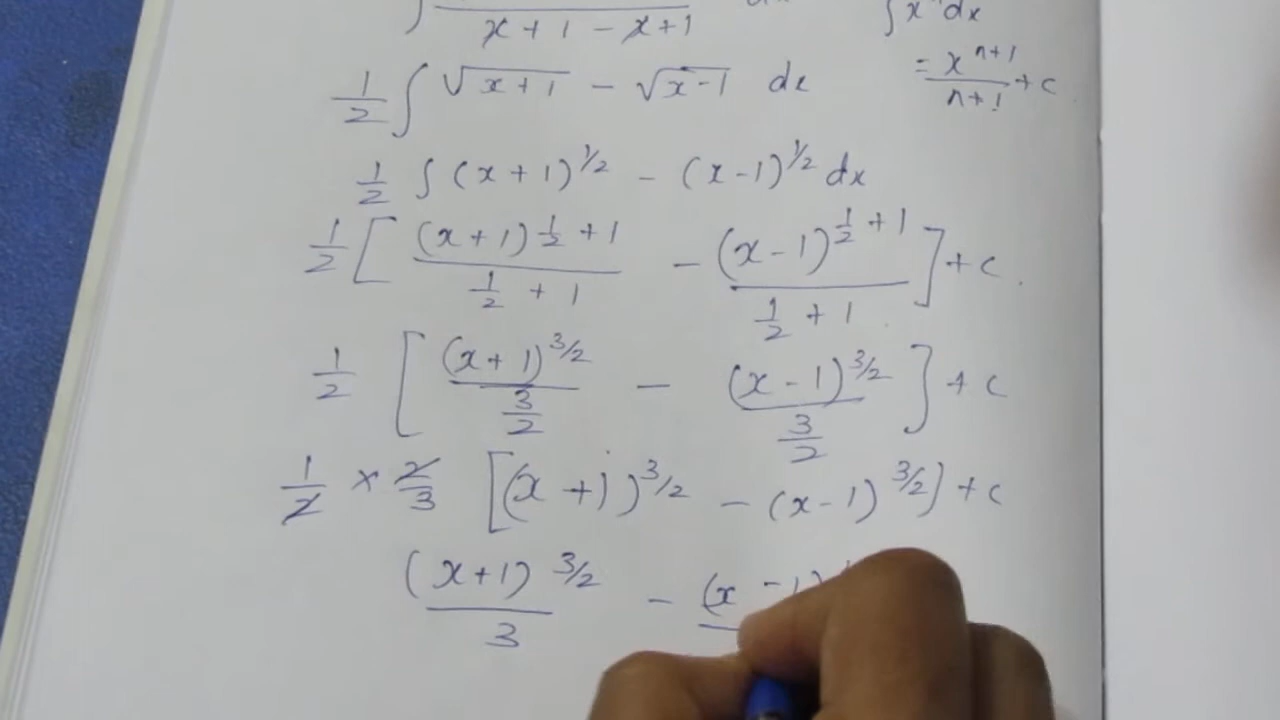 x + 1 - x + 1
∫ xⁿ dx
= x^(n+1)/(n+1) + c
1/2 ∫ √(x+1) - √(x-1) dx
1/2 ∫ (x+1)^(1/2) - (x-1)^(1/2) dx
1/2 [ (x+1)^(1/2 + 1)/(1/2 + 1) - (x-1)^(1/2 + 1)/(1/2 + 1) ] + c
1/2 [ (x+1)^(3/2)/(3/2) - (x-1)^(3/2)/(3/2) ] + c
1/2 × 2/3 [(x+1)^(3/2) - (x-1)^(3/2)] + c
(x+1)^(3/2)/3 - (x-1)